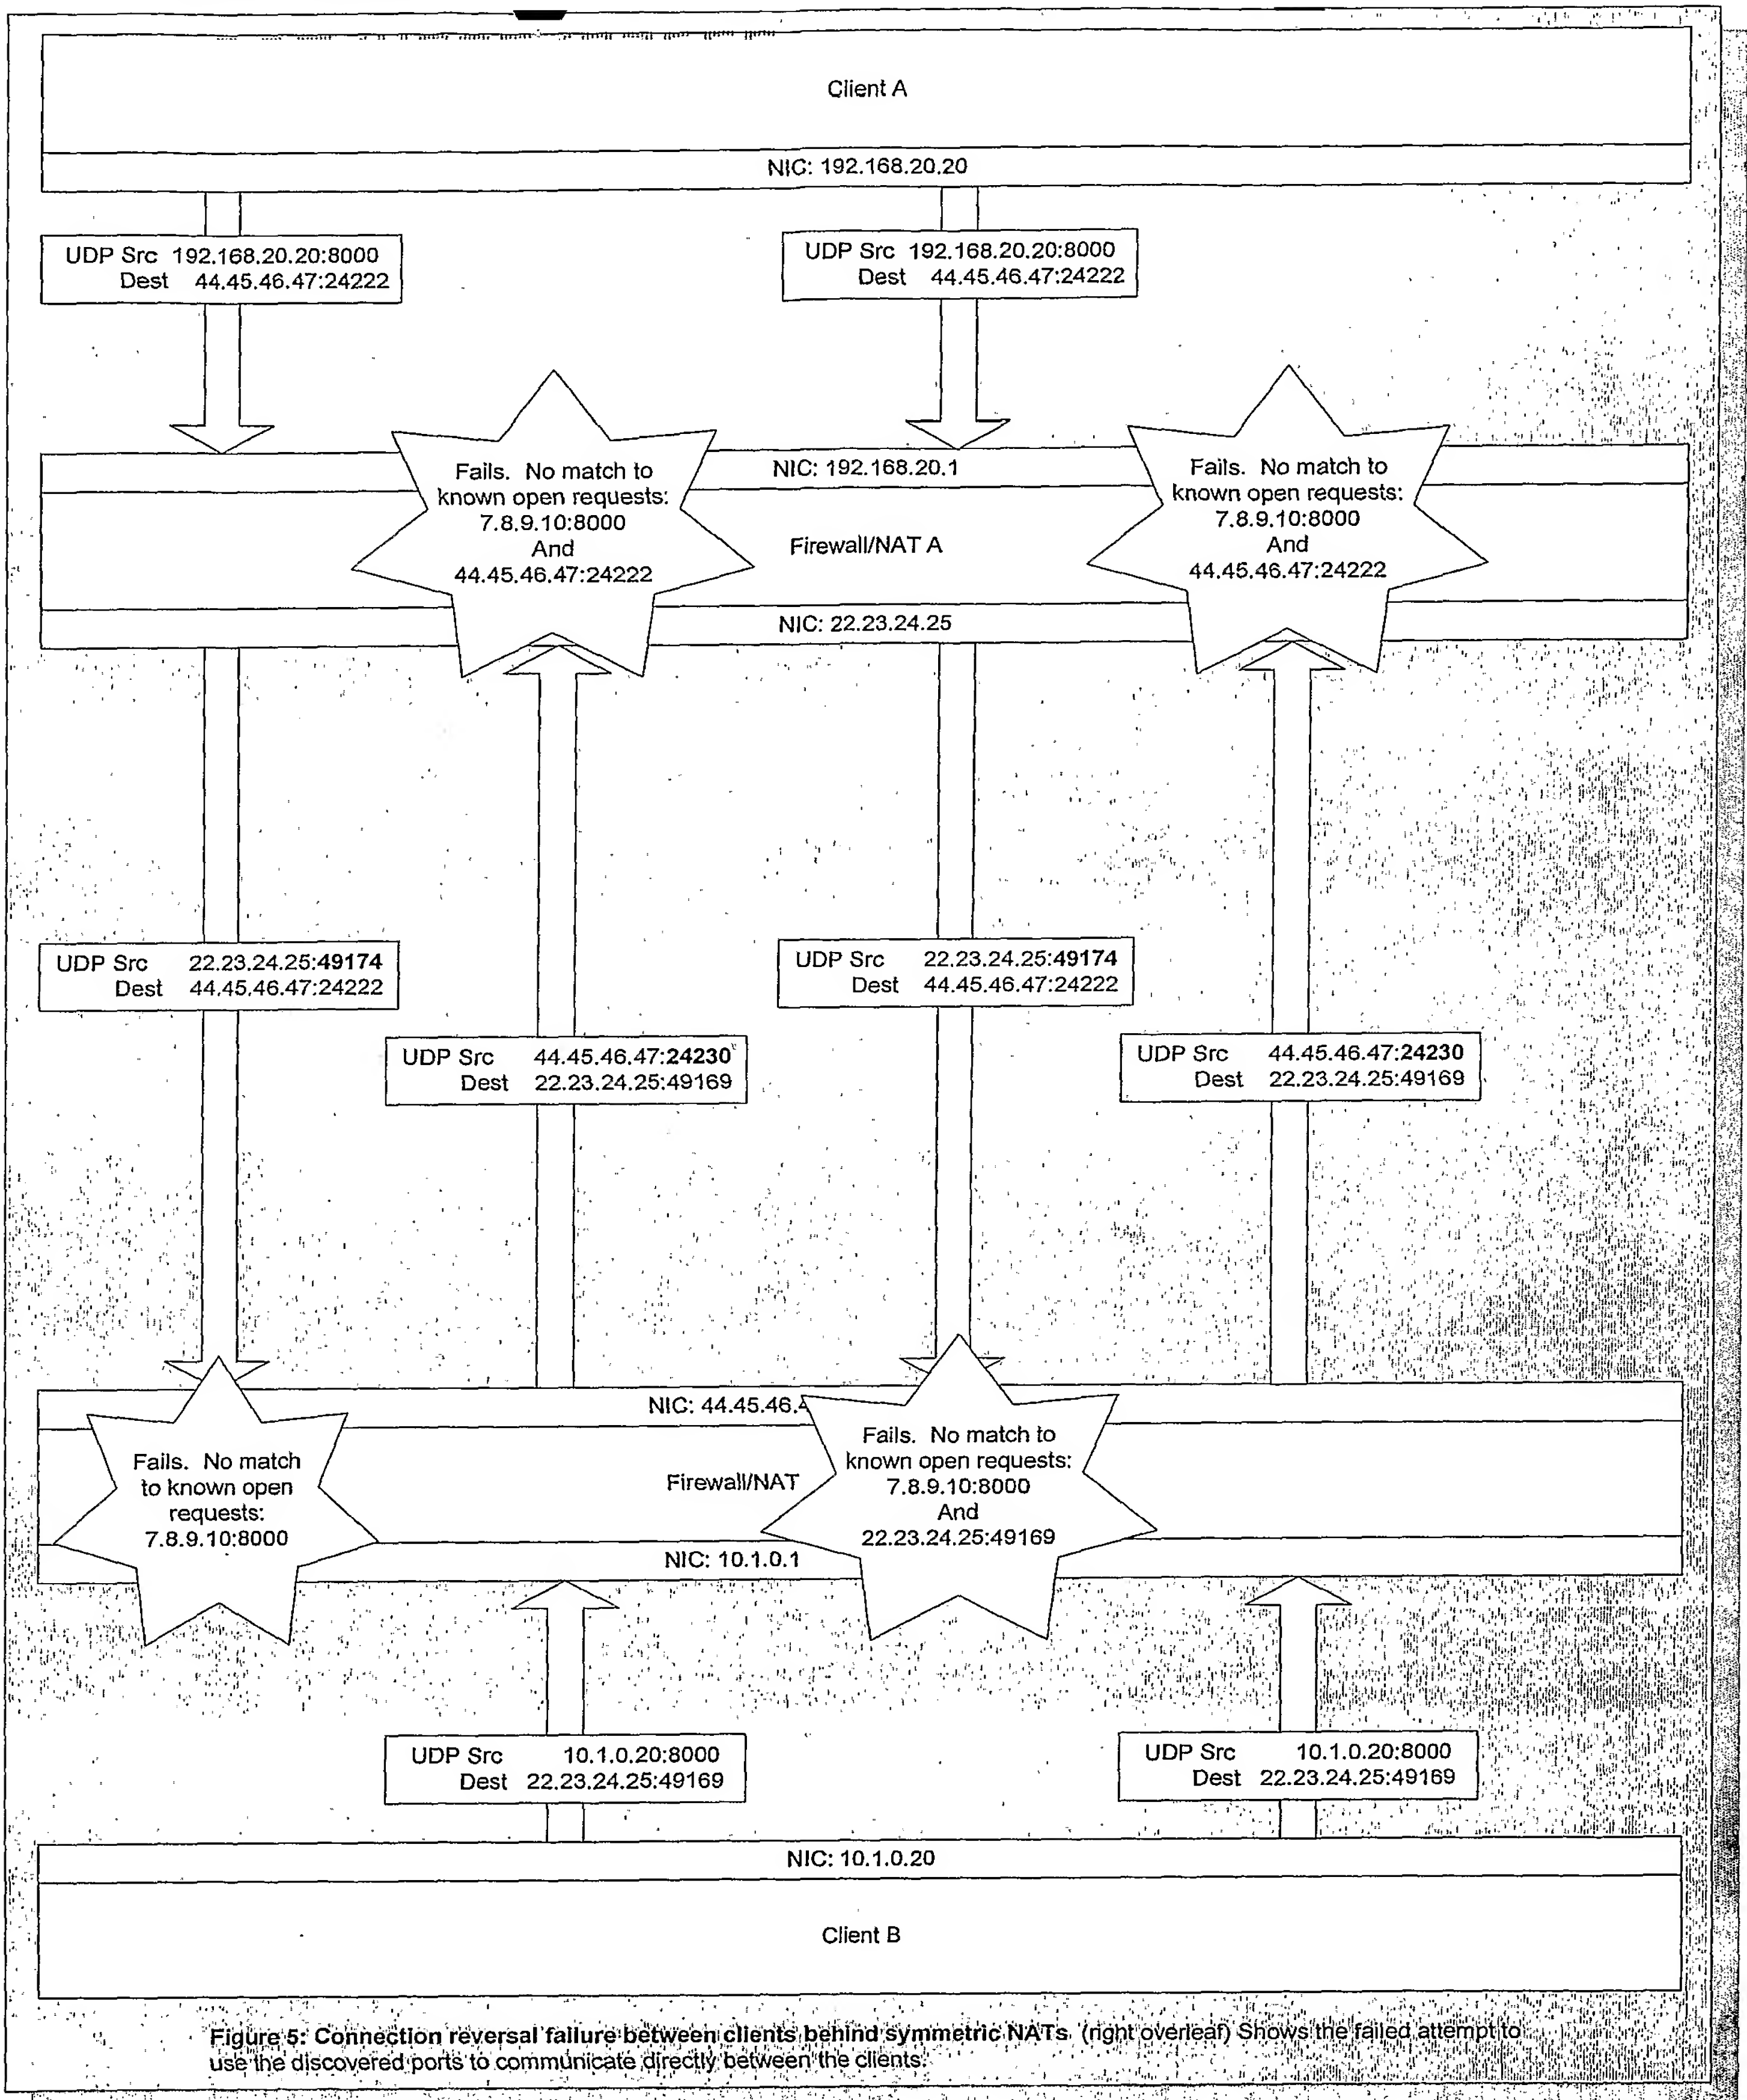 Client A
NIC: 192.168.20.20
UDP Src 192.168.20.20:8000
Dest 44.45.46.47:24222
UDP Src 192.168.20.20:8000
Dest 44.45.46.47:24222
NIC: 192.168.20.1
Fails. No match to
known open requests:
7.8.9.10:8000
And
44.45.46.47:24222
Firewall/NAT A
Fails. No match to
known open requests:
7.8.9.10:8000
And
44.45.46.47:24222
NIC: 22.23.24.25
UDP Src 22.23.24.25:49174
Dest 44.45.46.47:24222
UDP Src 22.23.24.25:49174
Dest 44.45.46.47:24222
UDP Src 44.45.46.47:24230
Dest 22.23.24.25:49169
UDP Src 44.45.46.47:24230
Dest 22.23.24.25:49169
NIC: 44.45.46.4
Fails. No match
to known open
requests:
7.8.9.10:8000
Firewall/NAT
Fails. No match to
known open requests:
7.8.9.10:8000
And
22.23.24.25:49169
NIC: 10.1.0.1
UDP Src 10.1.0.20:8000
Dest 22.23.24.25:49169
UDP Src 10.1.0.20:8000
Dest 22.23.24.25:49169
NIC: 10.1.0.20
Client B
Figure 5: Connection reversal failure between clients behind symmetric NATs. (right overleaf) Shows the failed attempt to
use the discovered ports to communicate directly between the clients.